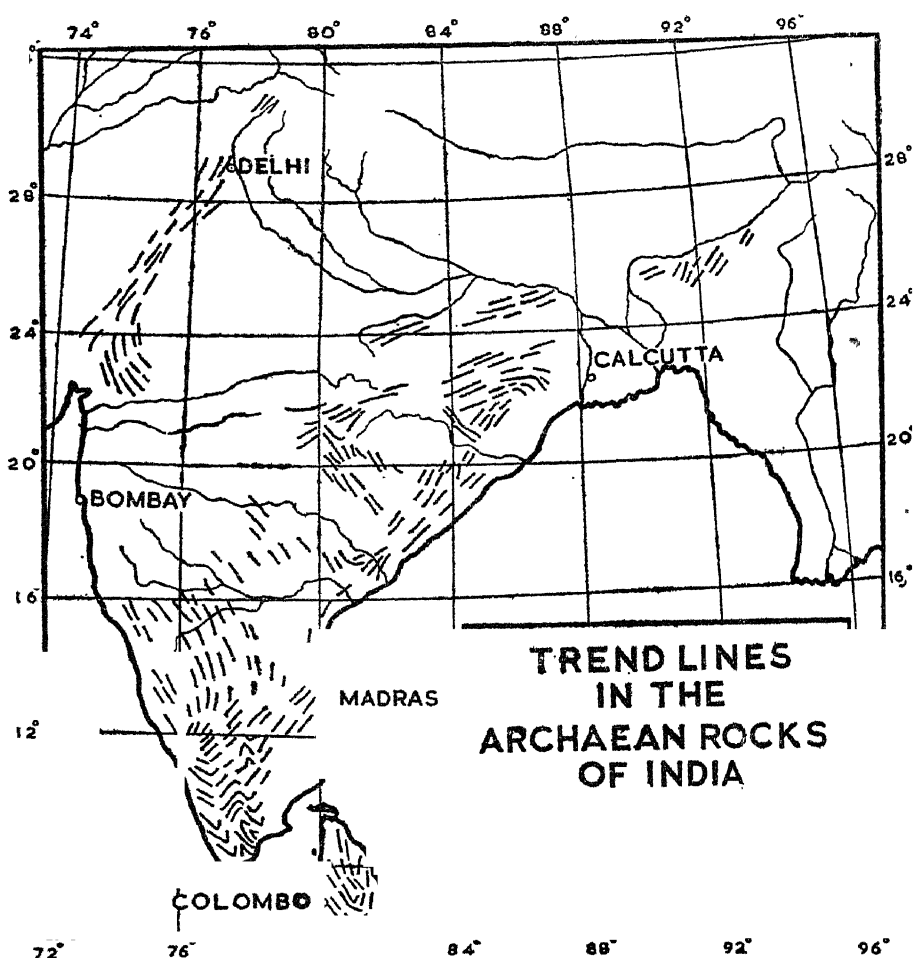 74° 76° 80° 84° 88° 92° 96°
DELHI
28° 28°
24° 24°
CALCUTTA
20° 20°
BOMBAY
16° 16°
TREND LINES
IN THE
ARCHAEAN ROCKS
OF INDIA
MADRAS
12°
COLOMBO
72° 76° 84° 88° 92° 96°